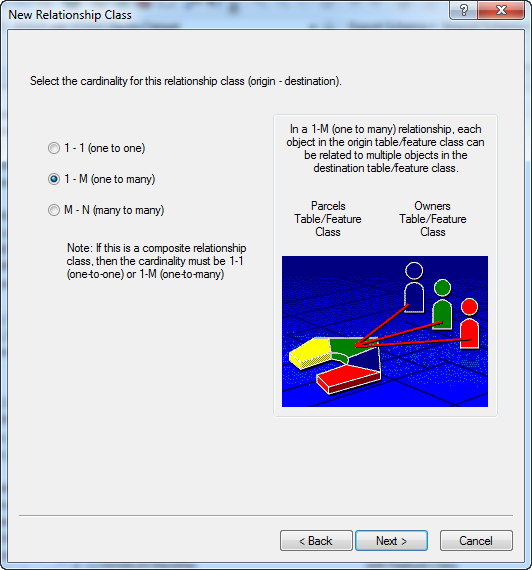 New Relationship Class
Select the cardinality for this relationship class (origin - destination).
1 - 1 (one to one)
1 - M (one to many)
M - N (many to many)
Note: If this is a composite relationship
class, then the cardinality must be 1-1
(one-to-one) or 1-M (one-to-many)
In a 1-M (one to many) relationship, each
object in the origin table/feature class can
be related to multiple objects in the
destination table/feature class.
Parcels
Table/Feature
Class
Owners
Table/Feature
Class
< Back
Next >
Cancel